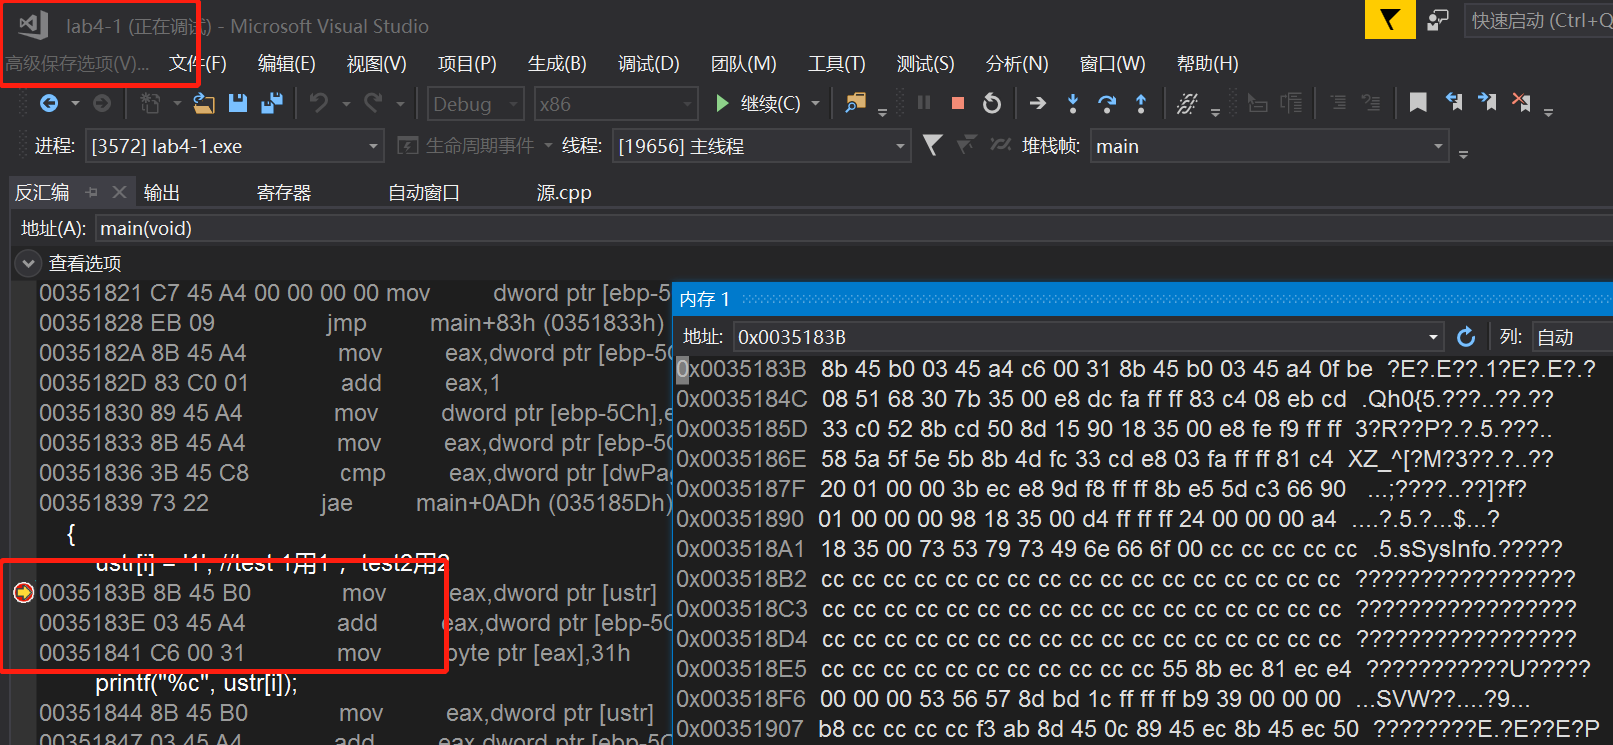 lab4-1 (正在调试) - Microsoft Visual Studio
快速启动 (Ctrl+Q
高级保存选项(V)... 文件(F) 编辑(E) 视图(V) 项目(P) 生成(B) 调试(D) 团队(M) 工具(T) 测试(S) 分析(N) 窗口(W) 帮助(H)
Debug x86 继续(C)
进程: [3572] lab4-1.exe 生命周期事件 线程: [19656] 主线程 堆栈帧: main
反汇编 输出 寄存器 自动窗口 源.cpp
地址(A): main(void)
查看选项
00351821 C7 45 A4 00 00 00 00 mov dword ptr [ebp-5
00351828 EB 09 jmp main+83h (0351833h)
0035182A 8B 45 A4 mov eax,dword ptr [ebp-5C
0035182D 83 C0 01 add eax,1
00351830 89 45 A4 mov dword ptr [ebp-5Ch],e
00351833 8B 45 A4 mov eax,dword ptr [ebp-5C
00351836 3B 45 C8 cmp eax,dword ptr [dwPag
00351839 73 22 jae main+0ADh (035185Dh)
{
ustr[i] = '1'; //test 1用1， test2用2
0035183B 8B 45 B0 mov eax,dword ptr [ustr]
0035183E 03 45 A4 add eax,dword ptr [ebp-5C
00351841 C6 00 31 mov byte ptr [eax],31h
printf("%c", ustr[i]);
00351844 8B 45 B0 mov eax,dword ptr [ustr]
00351847 03 45 A4 add eax,dword ptr [ebp-5C
内存 1
地址: 0x0035183B 列: 自动
0x0035183B 8b 45 b0 03 45 a4 c6 00 31 8b 45 b0 03 45 a4 0f be ?E?.E??.1?E?.E?.?
0x0035184C 08 51 68 30 7b 35 00 e8 dc fa ff ff 83 c4 08 eb cd .Qh0{5.???..??.??
0x0035185D 33 c0 52 8b cd 50 8d 15 90 18 35 00 e8 fe f9 ff ff 3?R??P?.?.5.???..
0x0035186E 58 5a 5f 5e 5b 8b 4d fc 33 cd e8 03 fa ff ff 81 c4 XZ_^[?M?3??.?..??
0x0035187F 20 01 00 00 3b ec e8 9d f8 ff ff 8b e5 5d c3 66 90 ...;????..??]?f?
0x00351890 01 00 00 00 98 18 35 00 d4 ff ff ff 24 00 00 00 a4 ....?.5.?...$...?
0x003518A1 18 35 00 73 53 79 73 49 6e 66 6f 00 cc cc cc cc cc .5.sSysInfo.?????
0x003518B2 cc cc cc cc cc cc cc cc cc cc cc cc cc cc cc cc cc ?????????????????
0x003518C3 cc cc cc cc cc cc cc cc cc cc cc cc cc cc cc cc cc ?????????????????
0x003518D4 cc cc cc cc cc cc cc cc cc cc cc cc cc cc cc cc cc ?????????????????
0x003518E5 cc cc cc cc cc cc cc cc cc cc cc 55 8b ec 81 ec e4 ???????????U?????
0x003518F6 00 00 00 53 56 57 8d bd 1c ff ff ff b9 39 00 00 00 ...SVW??....?9...
0x00351907 b8 cc cc cc cc f3 ab 8d 45 0c 89 45 ec 8b 45 ec 50 ????????E.?E??E?P